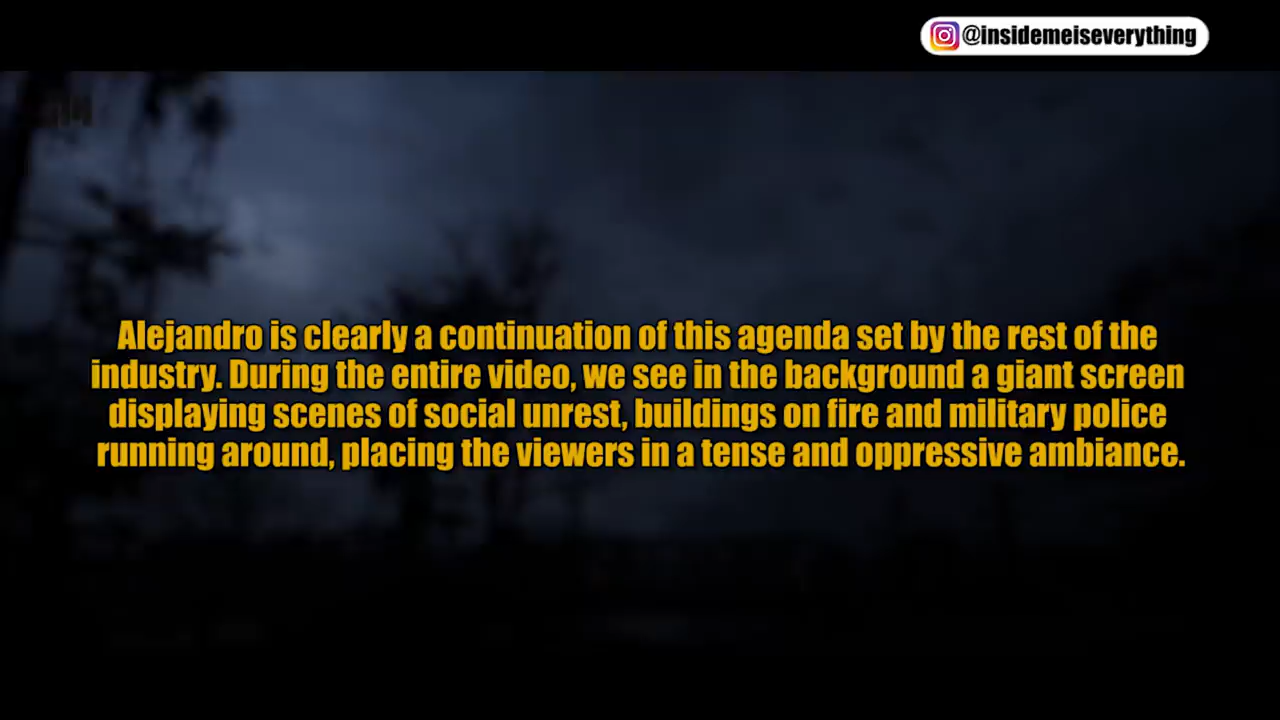 @insidemeiseverything
Alejandro is clearly a continuation of this agenda set by the rest of the
industry. During the entire video, we see in the background a giant screen
displaying scenes of social unrest, buildings on fire and military police
running around, placing the viewers in a tense and oppressive ambiance.